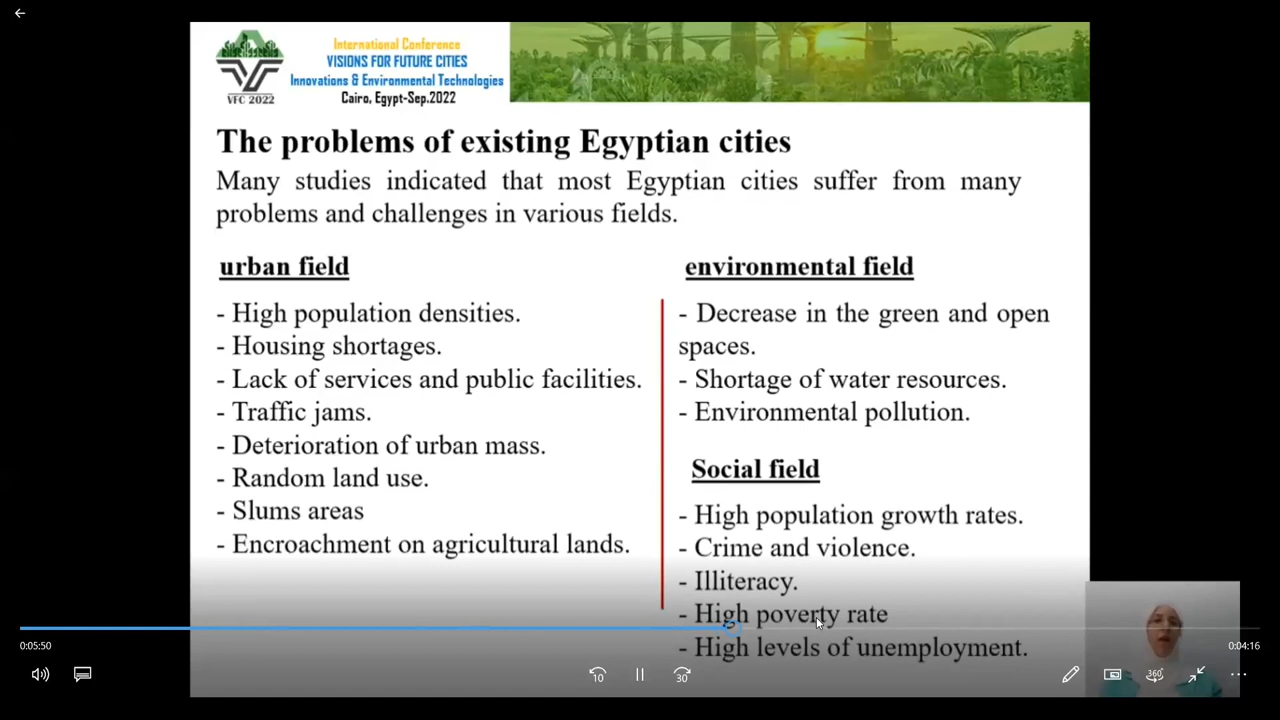 International Conference
VISIONS FOR FUTURE CITIES
Innovations & Environmental Technologies
Cairo, Egypt-Sep.2022
VFC 2022
The problems of existing Egyptian cities
Many studies indicated that most Egyptian cities suffer from many
problems and challenges in various fields.
urban field
- High population densities.
- Housing shortages.
- Lack of services and public facilities.
- Traffic jams.
- Deterioration of urban mass.
- Random land use.
- Slums areas
- Encroachment on agricultural lands.
environmental field
- Decrease in the green and open
spaces.
- Shortage of water resources.
- Environmental pollution.
Social field
- High population growth rates.
- Crime and violence.
- Illiteracy.
- High poverty rate
- High levels of unemployment.
0:05:50
0:04:16
10
30
360